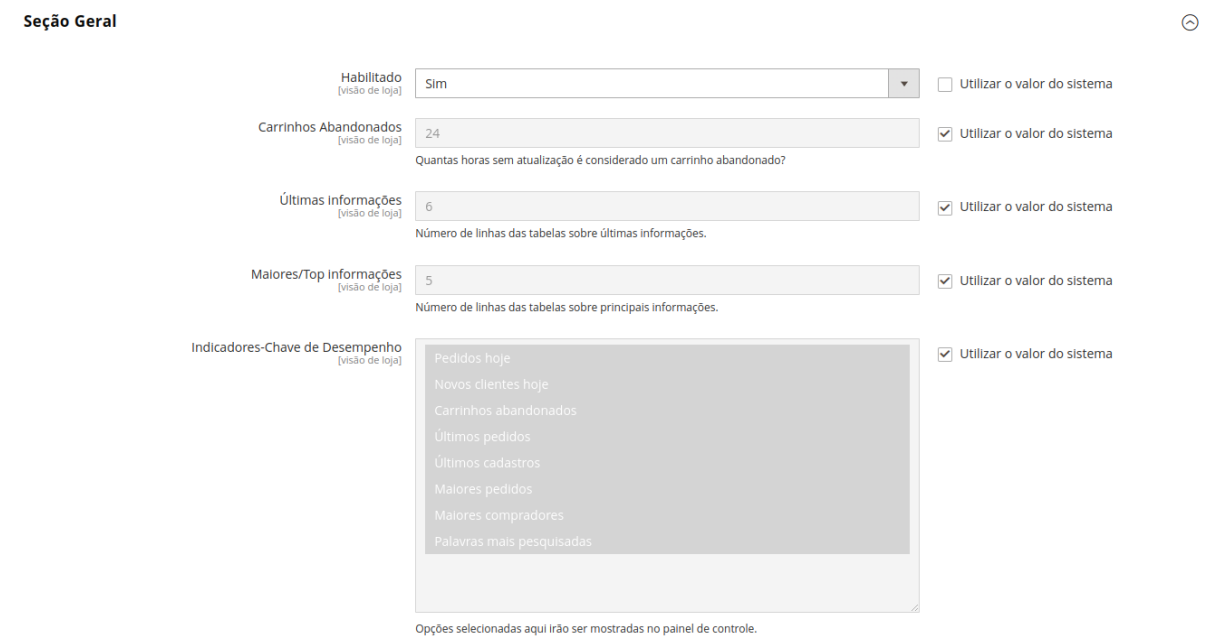 Seção Geral
Habilitado
[visão de loja]
Sim
Utilizar o valor do sistema
Carrinhos Abandonados
[visão de loja]
24
Utilizar o valor do sistema
Quantas horas sem atualização é considerado um carrinho abandonado?
Últimas informações
[visão de loja]
6
Utilizar o valor do sistema
Número de linhas das tabelas sobre últimas informações.
Maiores/Top informações
[visão de loja]
5
Utilizar o valor do sistema
Número de linhas das tabelas sobre principais informações.
Indicadores-Chave de Desempenho
[visão de loja]
Utilizar o valor do sistema
Pedidos hoje
Novos clientes hoje
Carrinhos abandonados
Últimos pedidos
Últimos cadastros
Maiores pedidos
Maiores compradores
Palavras mais pesquisadas
Opções selecionadas aqui irão ser mostradas no painel de controle.